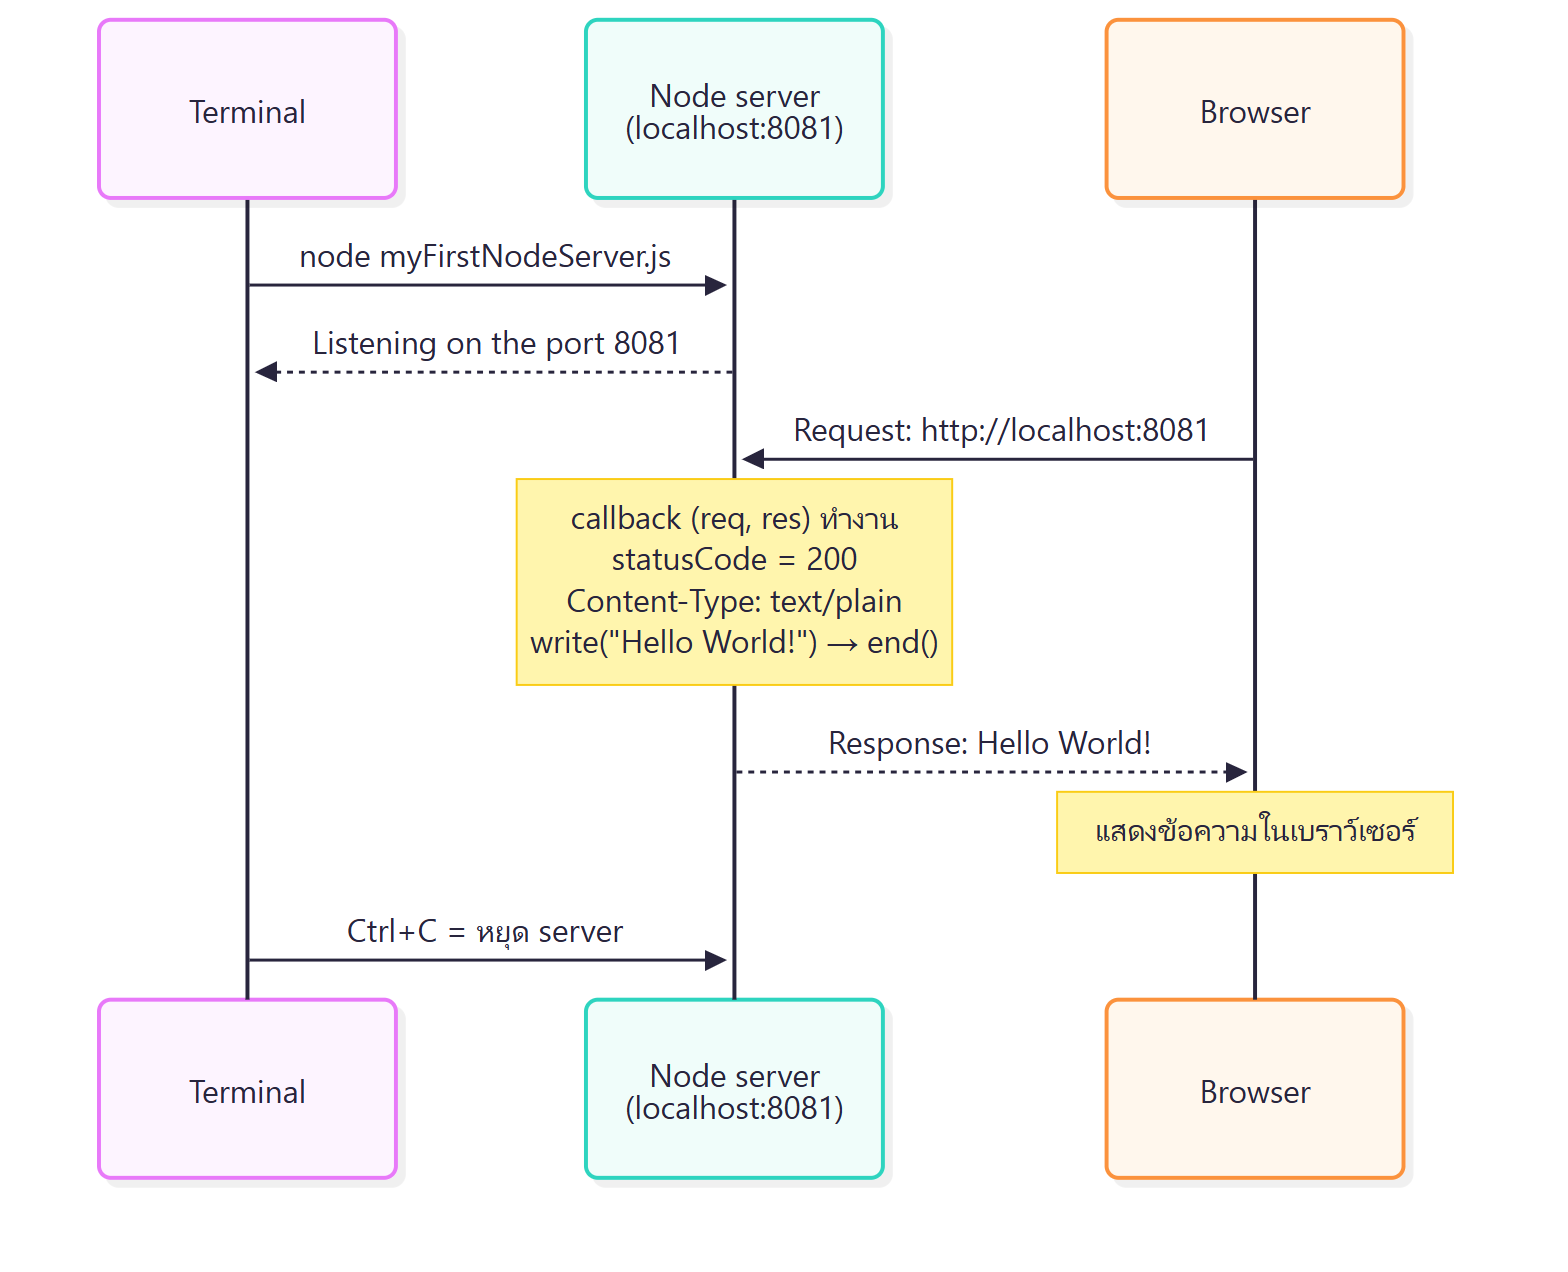 Terminal
Node server
(localhost:8081)
Browser
node myFirstNodeServer.js
Listening on the port 8081
Request: http://localhost:8081
callback (req, res) ทำงาน
statusCode = 200
Content-Type: text/plain
write("Hello World!") → end()
Response: Hello World!
แสดงข้อความในเบราว์เซอร์
Ctrl+C = หยุด server
Terminal
Node server
(localhost:8081)
Browser